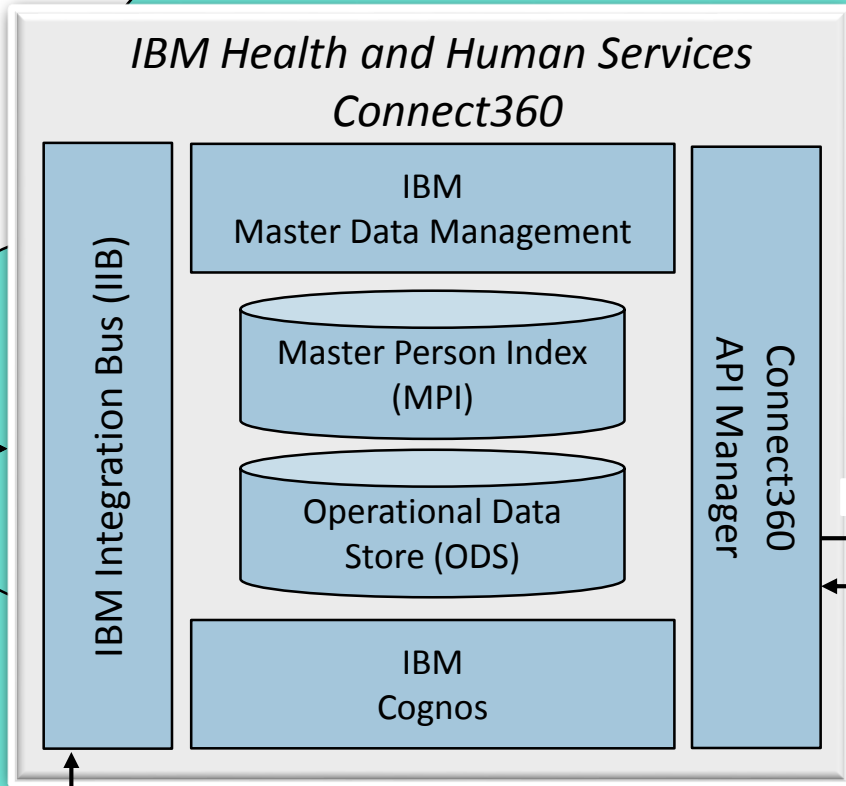 IBM Health and Human Services
Connect360
IBM Integration Bus (IIB)
IBM
Master Data Management
Master Person Index
(MPI)
Operational Data
Store (ODS)
IBM
Cognos
Connect360
API Manager